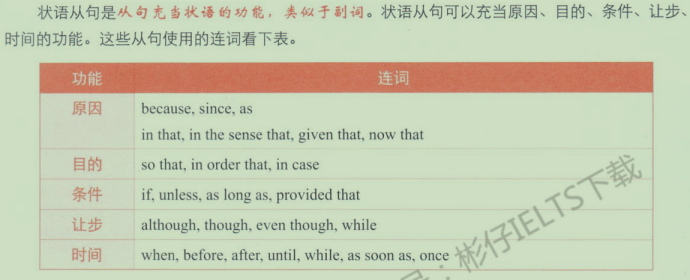 状语从句是从句充当状语的功能，类似于副词。状语从句可以充当原因、目的、条件、让步、
时间的功能。这些从句使用的连词看下表。
功能 连词
原因 because, since, as
in that, in the sense that, given that, now that
目的 so that, in order that, in case
条件 if, unless, as long as, provided that
让步 although, though, even though, while
时间 when, before, after, until, while, as soon as, once
：彬仔IELTS下载